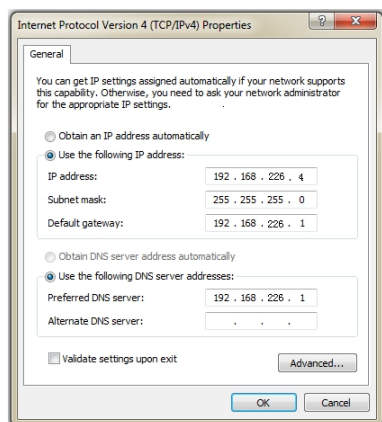 Internet Protocol Version 4 (TCP/IPv4) Properties
General
You can get IP settings assigned automatically if your network supports
this capability. Otherwise, you need to ask your network administrator
for the appropriate IP settings.
Obtain an IP address automatically
Use the following IP address:
IP address: 192 . 168 . 226 . 4
Subnet mask: 255 . 255 . 255 . 0
Default gateway: 192 . 168 . 226 . 1
Obtain DNS server address automatically
Use the following DNS server addresses:
Preferred DNS server: 192 . 168 . 226 . 1
Alternate DNS server: . . .
Validate settings upon exit
Advanced...
OK Cancel